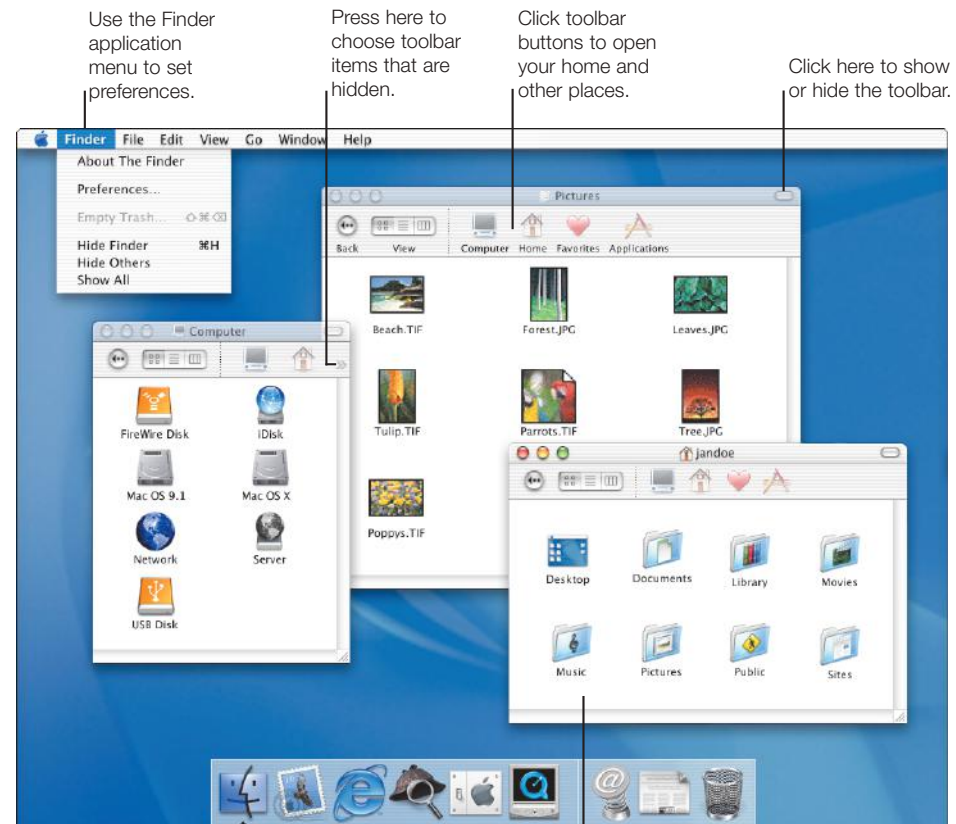 Use the Finder
application
menu to set
preferences.
Press here to
choose toolbar
items that are
hidden.
Click toolbar
buttons to open
your home and
other places.
Click here to show
or hide the toolbar.
Finder File Edit View Go Window Help
About The Finder
Preferences...
Empty Trash... ⇧⌘⌫
Hide Finder ⌘H
Hide Others
Show All
Pictures
Back View Computer Home Favorites Applications
Beach.TIF Forest.JPG Leaves.JPG
Tulip.TIF Parrots.TIF Tree.JPG
Poppys.TIF
Computer
FireWire Disk iDisk
Mac OS 9.1 Mac OS X
Network Server
USB Disk
jandoe
Desktop Documents Library Movies
Music Pictures Public Sites